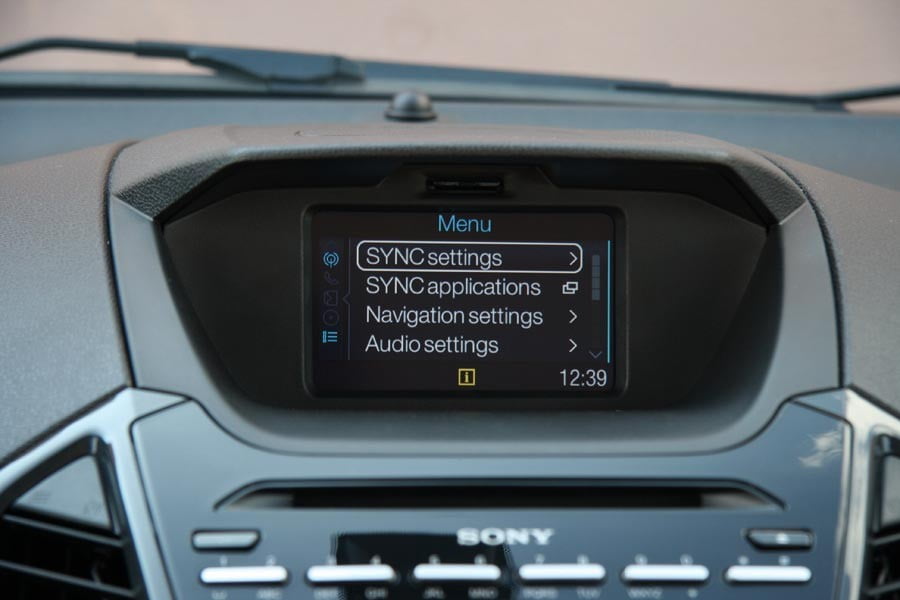 Menu
SYNC settings
SYNC applications
Navigation settings
Audio settings
i
12:39
SONY